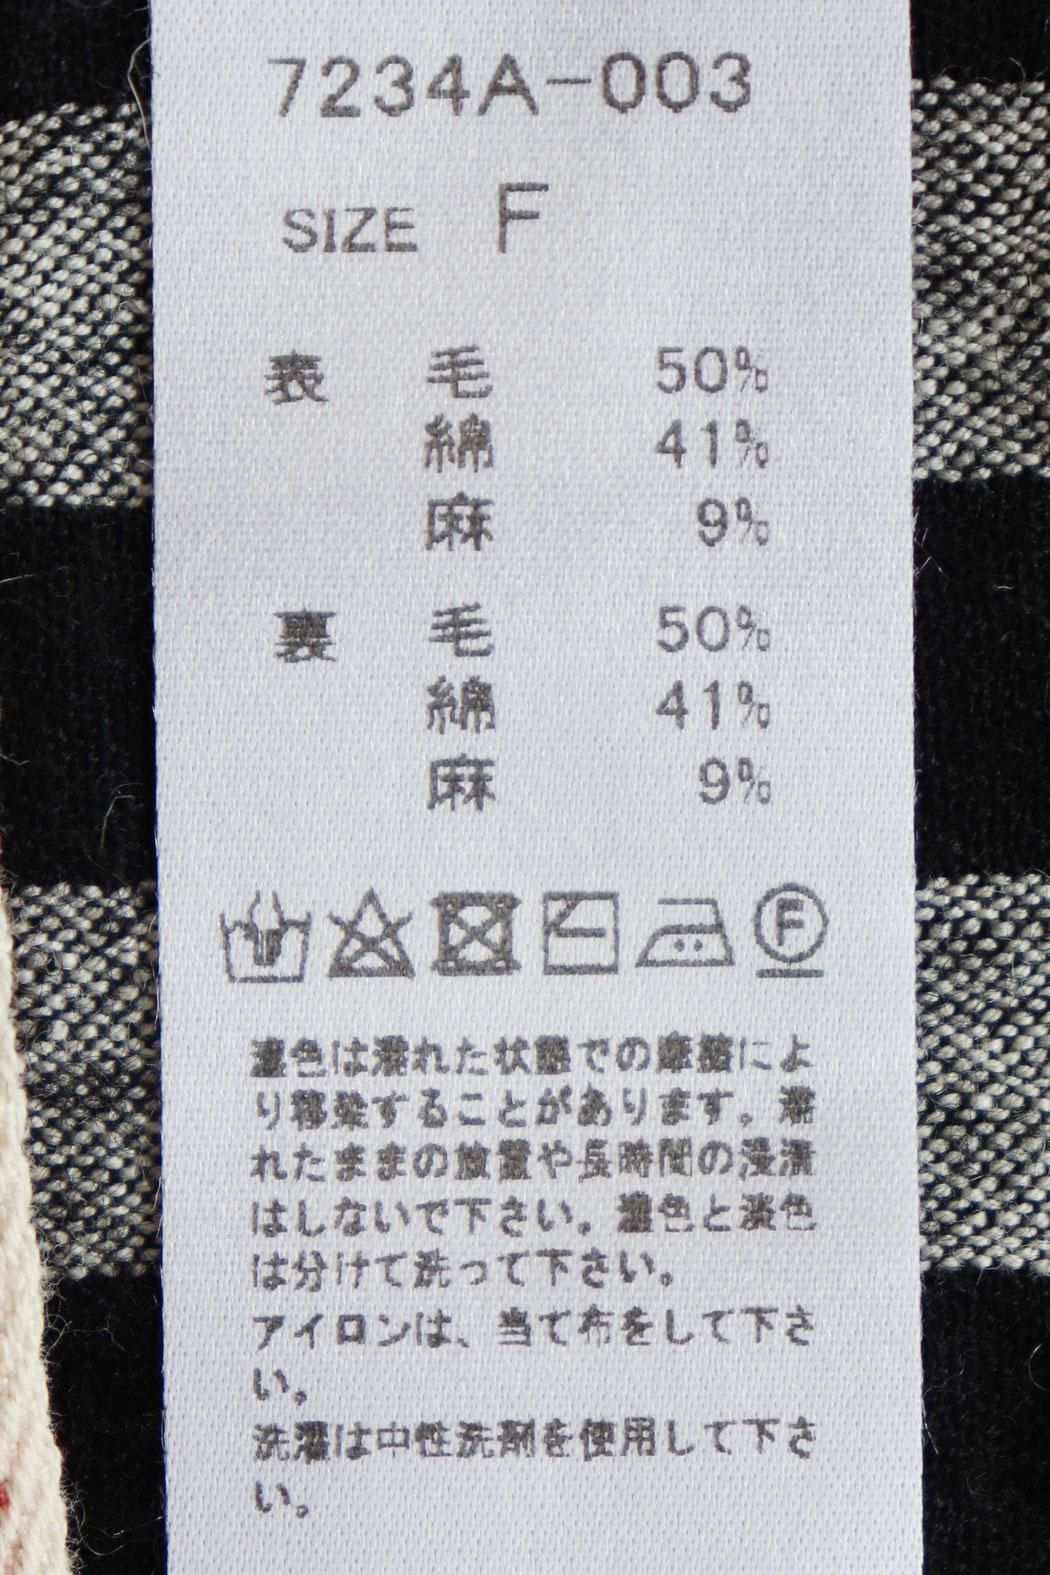 7234A-003
SIZE F
表 毛 50%
綿 41%
麻 9%
裏 毛 50%
綿 41%
麻 9%
F
濃色は濡れた状態での摩擦によ
り移染することがあります。濡
れたままの放置や長時間の浸漬
はしないで下さい。濃色と淡色
は分けて洗って下さい。
アイロンは、当て布をして下さ
い。
洗濯は中性洗剤を使用して下さ
い。